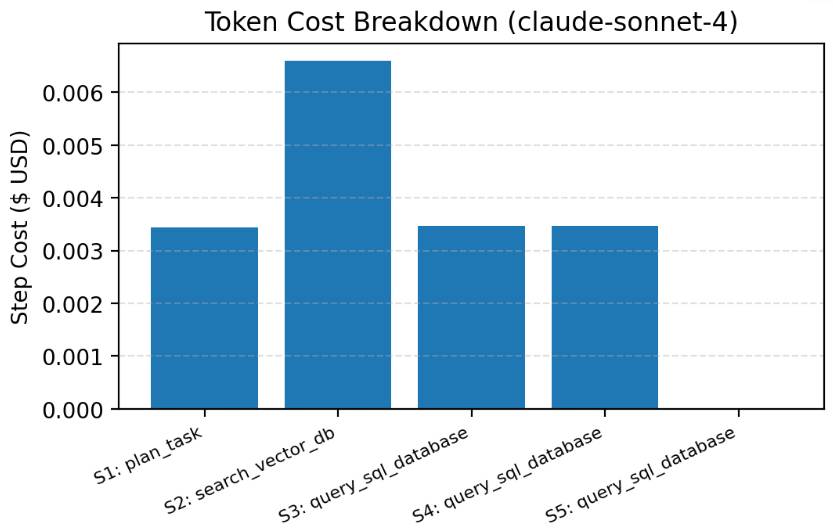 Token Cost Breakdown (claude-sonnet-4)
Step Cost ($ USD)
0.006
0.005
0.004
0.003
0.002
0.001
0.000
S1: plan_task
S2: search_vector_db
S3: query_sql_database
S4: query_sql_database
S5: query_sql_database